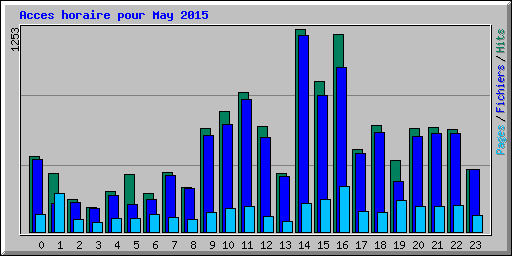 Acces horaire pour May 2015
1253
Pages / Fichiers / Hits
0 1 2 3 4 5 6 7 8 9 10 11 12 13 14 15 16 17 18 19 20 21 22 23